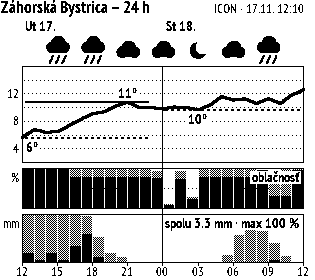 Záhorská Bystrica – 24 h ICON · 17.11. 12:10
Ut 17. St 18.
12
8
4
11°
10°
6°
% oblačnosť
mm spolu 3.3 mm · max 100 %
12 15 18 21 00 03 06 09 12